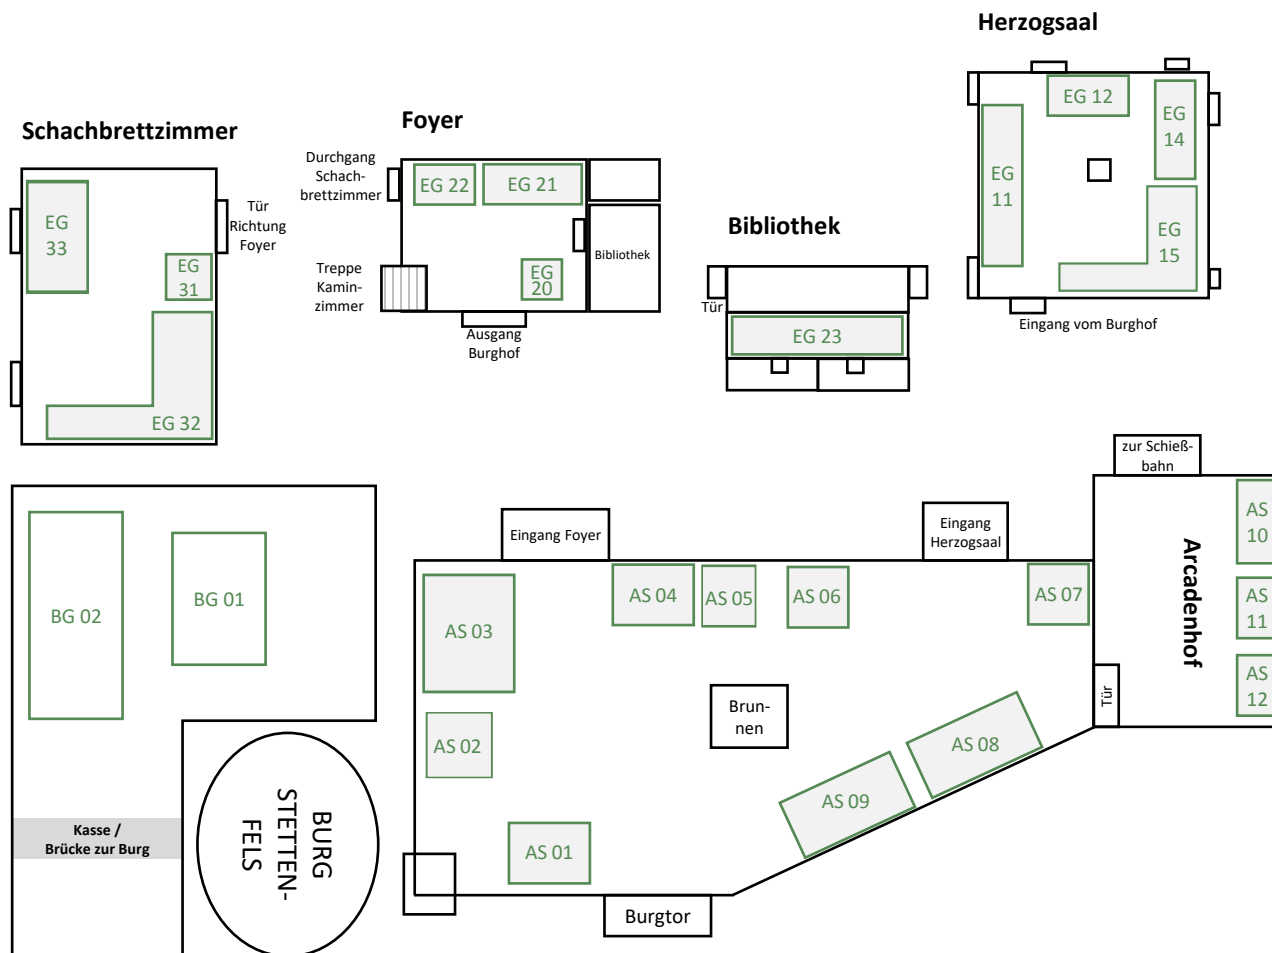 Herzogsaal
EG 12
EG
14
EG
11
EG
15
Eingang vom Burghof
Schachbrettzimmer
EG
33
EG
31
EG 32
Tür
Richtung
Foyer
Foyer
Durchgang
Schach-
brettzimmer
EG 22
EG 21
Bibliothek
EG
20
Treppe
Kamin-
zimmer
Ausgang
Burghof
Bibliothek
Tür
EG 23
BG 02
BG 01
Kasse /
Brücke zur Burg
BURG
STETTEN-
FELS
Eingang Foyer
Eingang
Herzogsaal
zur Schieß-
bahn
AS 03
AS 04
AS 05
AS 06
AS 07
AS
10
AS
11
AS
12
Arcadenhof
Tür
AS 02
Brun-
nen
AS 08
AS 09
AS 01
Burgtor